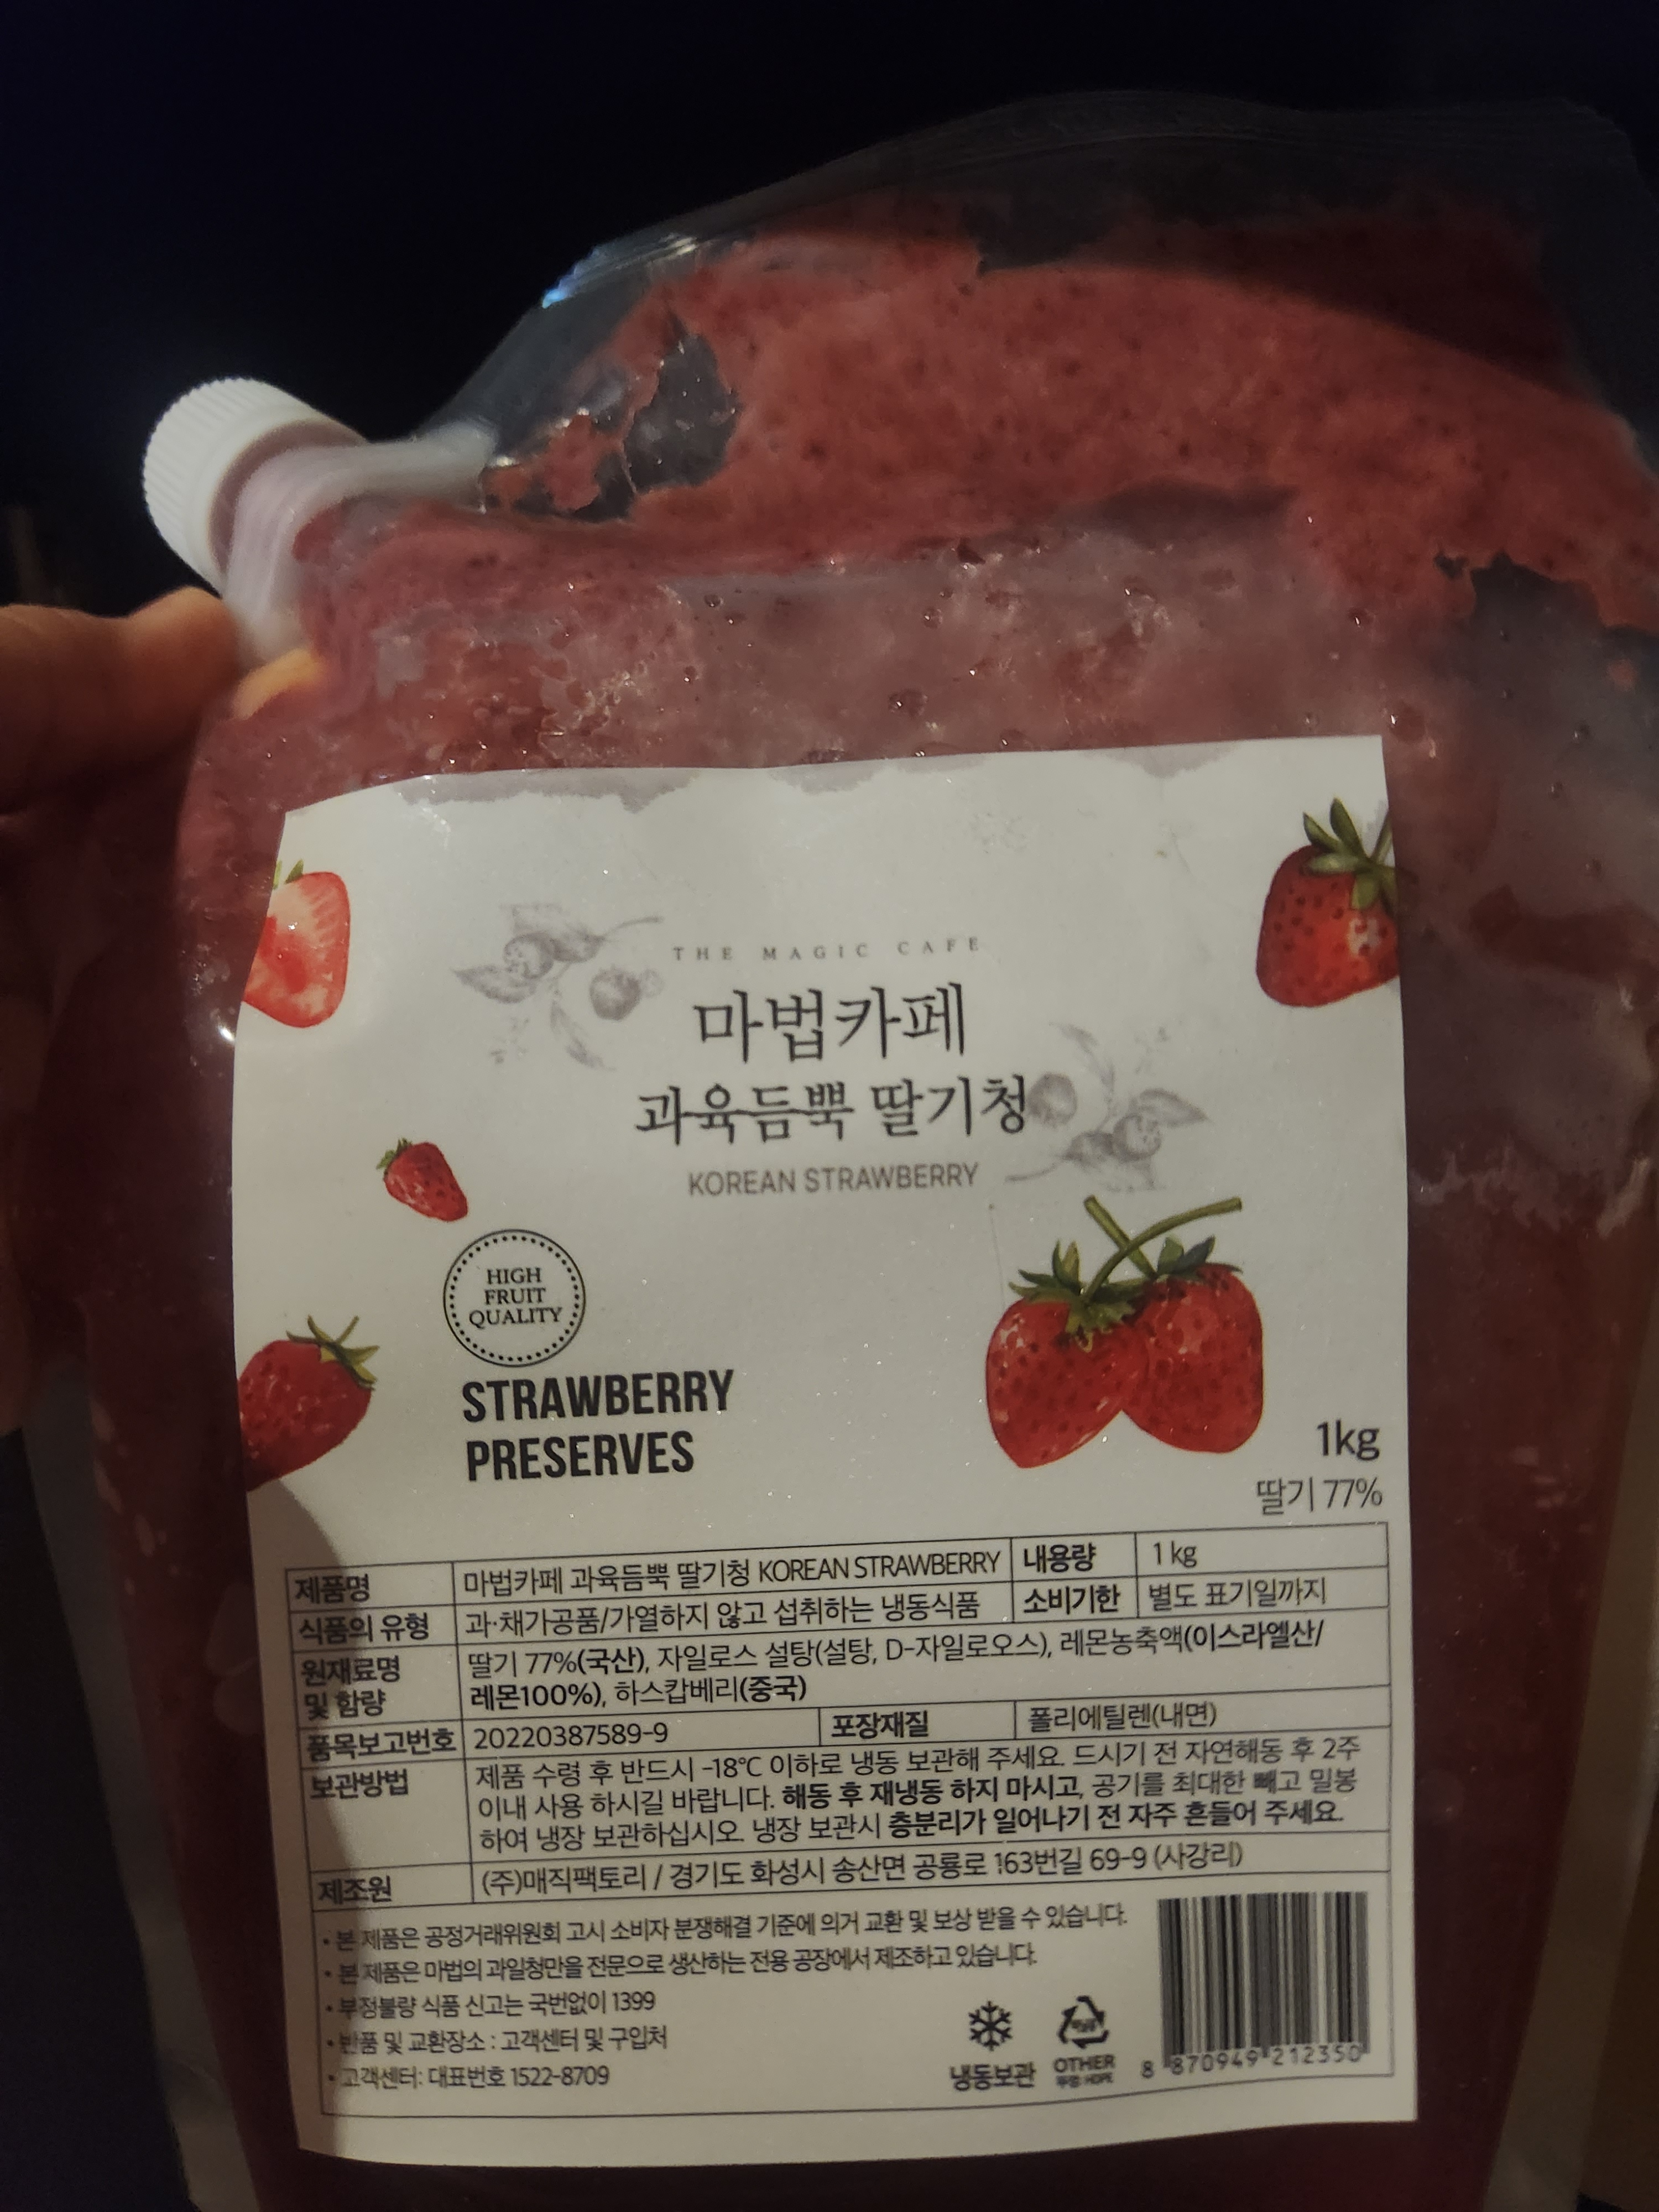 THE MAGIC CAFE
마법카페
과육듬뿍 딸기청
KOREAN STRAWBERRY
HIGH
FRUIT
QUALITY
STRAWBERRY
PRESERVES
1kg
딸기 77%
제품명 마법카페 과육듬뿍 딸기청 KOREAN STRAWBERRY 내용량 1 kg
식품의 유형 과·채가공품/가열하지 않고 섭취하는 냉동식품 소비기한 별도 표기일까지
원재료명 딸기 77%(국산), 자일로스 설탕(설탕, D-자일로오스), 레몬농축액(이스라엘산/
및 함량 레몬100%), 하스캅베리(중국)
품목보고번호 20220387589-9 포장재질 폴리에틸렌(내면)
보관방법 제품 수령 후 반드시 -18℃ 이하로 냉동 보관해 주세요. 드시기 전 자연해동 후 2주
이내 사용 하시길 바랍니다. 해동 후 재냉동 하지 마시고, 공기를 최대한 빼고 밀봉
하여 냉장 보관하십시오. 냉장 보관시 층분리가 일어나기 전 자주 흔들어 주세요.
제조원 (주)매직팩토리 / 경기도 화성시 송산면 공룡로 163번길 69-9 (사강리)
• 본 제품은 공정거래위원회 고시 소비자 분쟁해결 기준에 의거 교환 및 보상 받을 수 있습니다.
• 본 제품은 마법의 과일청만을 전문으로 생산하는 전용 공장에서 제조하고 있습니다.
• 부정불량 식품 신고는 국번없이 1399
• 반품 및 교환장소 : 고객센터 및 구입처
• 고객센터: 대표번호 1522-8709
냉동보관
OTHER
뚜껑: HDPE
8 870949 212350